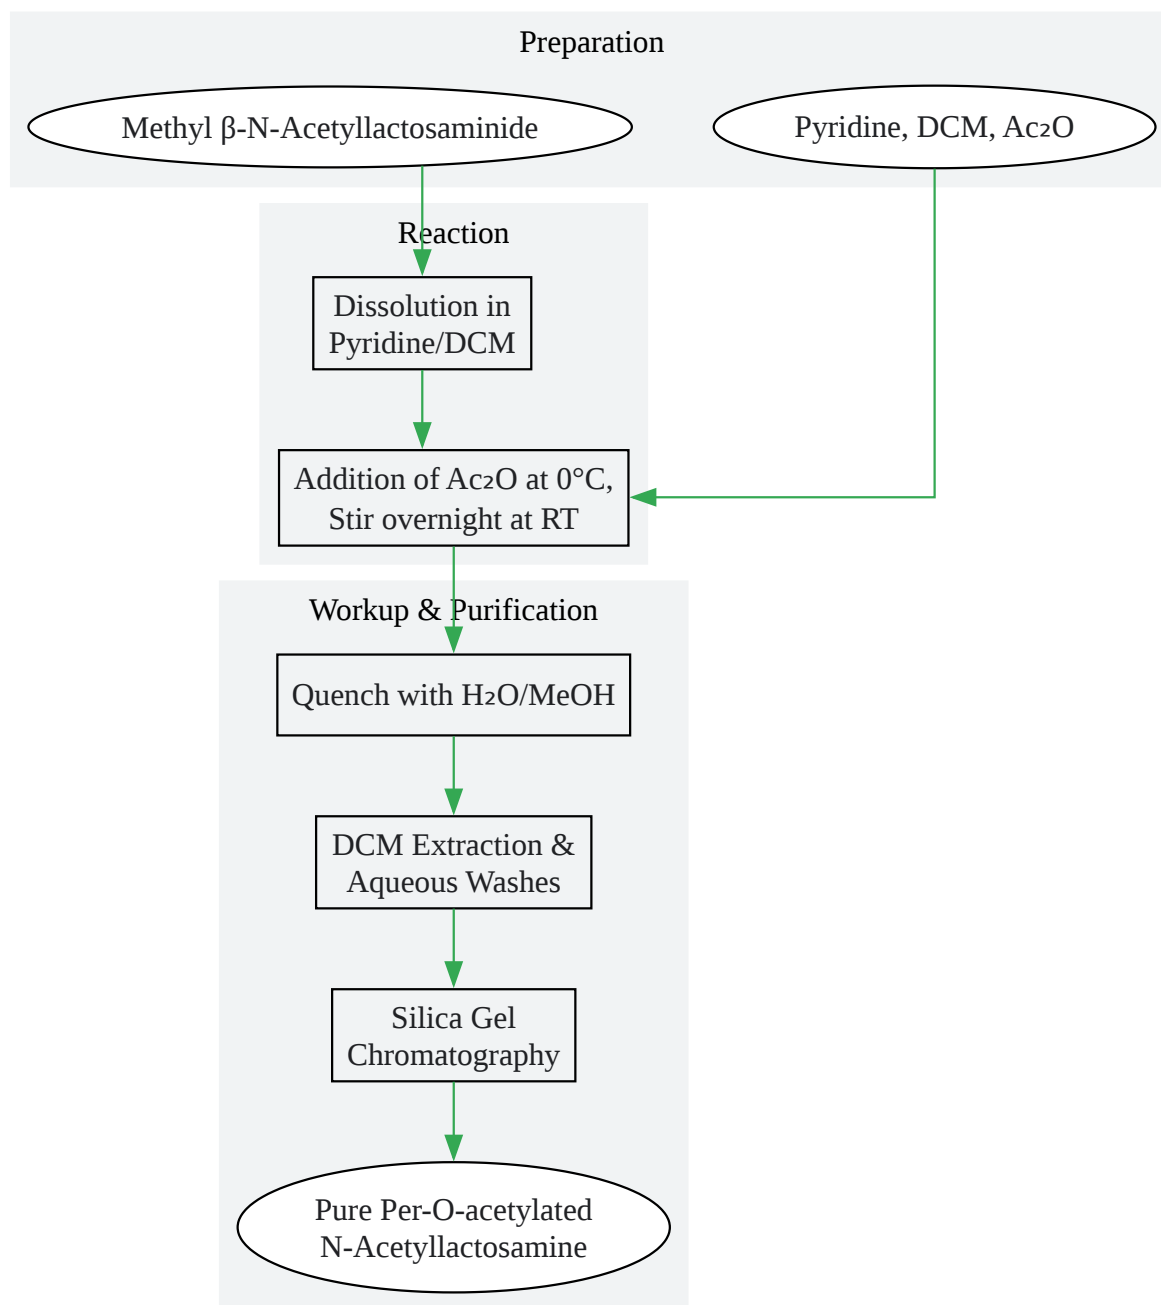 Preparation
Methyl β-N-Acetyllactosaminide
Pyridine, DCM, Ac₂O
Reaction
Dissolution in
Pyridine/DCM
Addition of Ac₂O at 0°C,
Stir overnight at RT
Workup & Purification
Quench with H₂O/MeOH
DCM Extraction &
Aqueous Washes
Silica Gel
Chromatography
Pure Per-O-acetylated
N-Acetyllactosamine